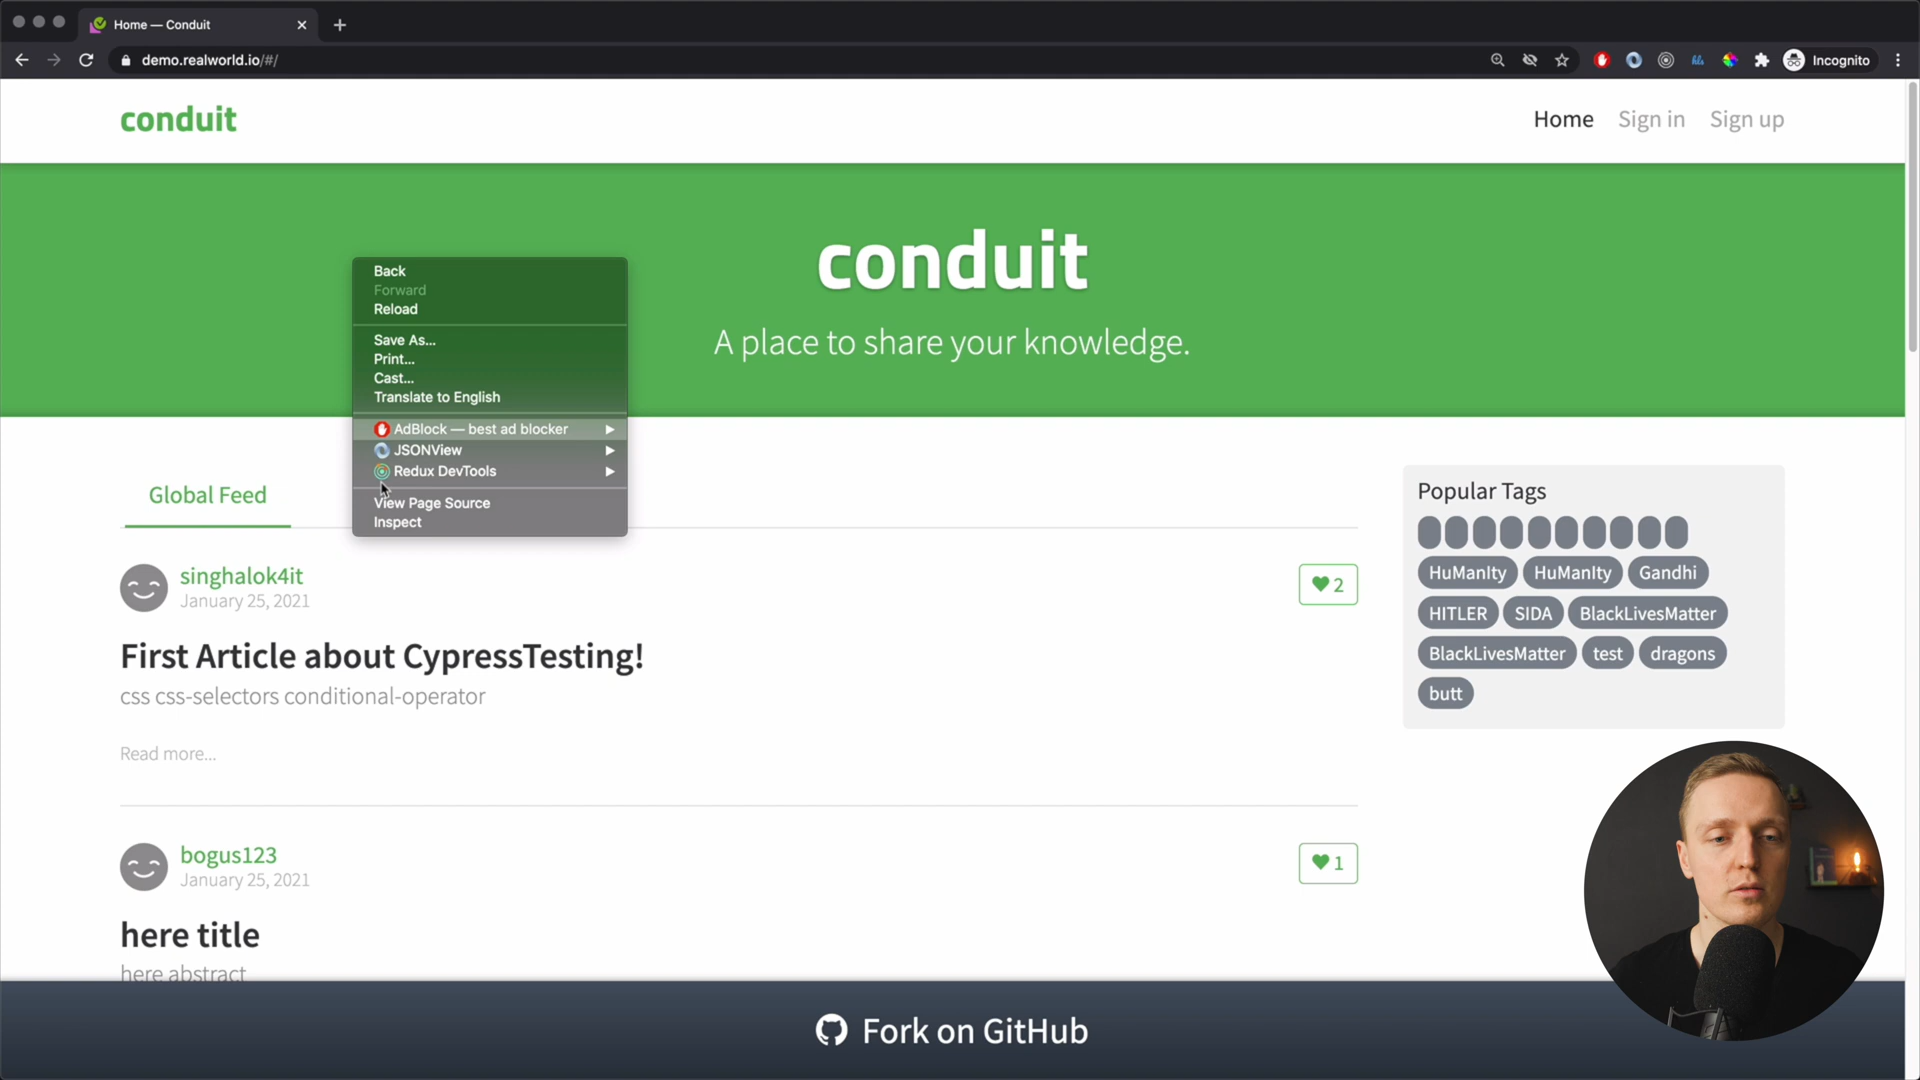 Home — Conduit
demo.realworld.io/#/
Incognito
conduit
Home Sign in Sign up
conduit
A place to share your knowledge.
Back
Forward
Reload
Save As...
Print...
Cast...
Translate to English
AdBlock — best ad blocker
JSONView
Redux DevTools
View Page Source
Inspect
Global Feed
singhalok4it
January 25, 2021
2
First Article about CypressTesting!
css css-selectors conditional-operator
Read more...
bogus123
January 25, 2021
1
here title
here abstract
Popular Tags
HuManIty HuManIty Gandhi
HITLER SIDA BlackLivesMatter
BlackLivesMatter test dragons
butt
Fork on GitHub